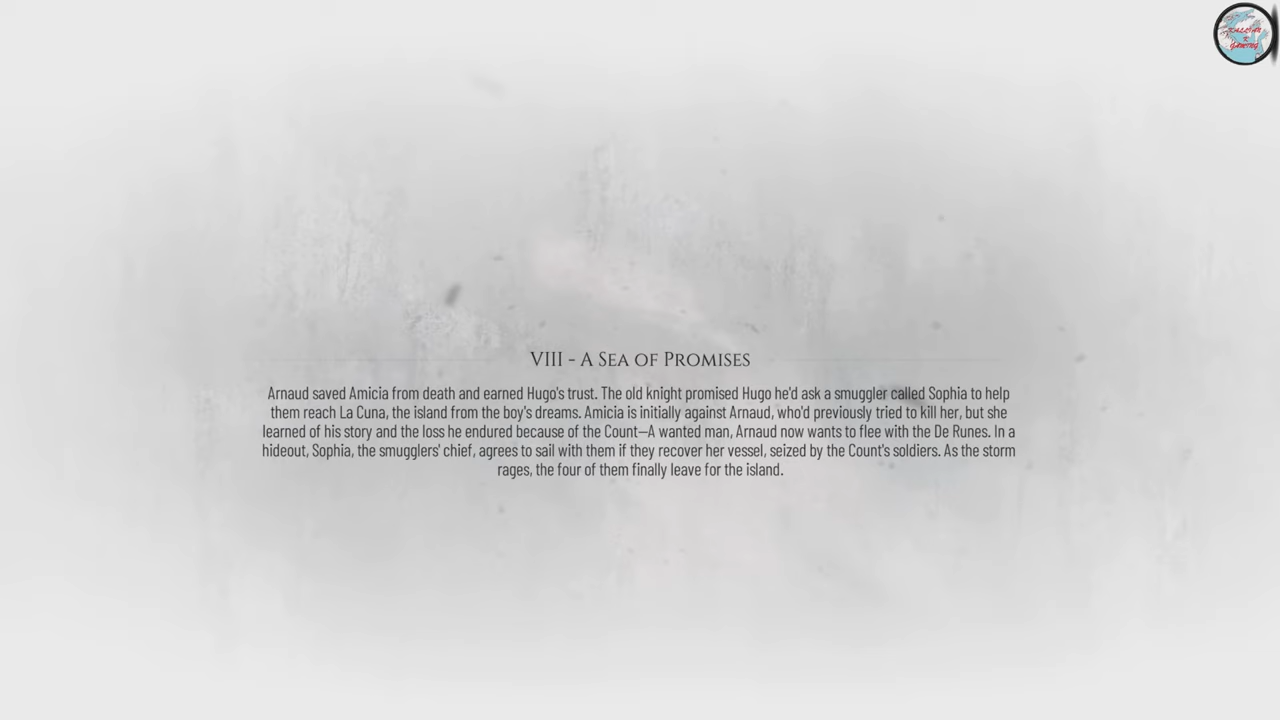 VIII - A Sea of Promises
Arnaud saved Amicia from death and earned Hugo's trust. The old knight promised Hugo he'd ask a smuggler called Sophia to help
them reach La Cuna, the island from the boy's dreams. Amicia is initially against Arnaud, who'd previously tried to kill her, but she
learned of his story and the loss he endured because of the Count—A wanted man, Arnaud now wants to flee with the De Runes. In a
hideout, Sophia, the smugglers' chief, agrees to sail with them if they recover her vessel, seized by the Count's soldiers. As the storm
rages, the four of them finally leave for the island.
GAMING